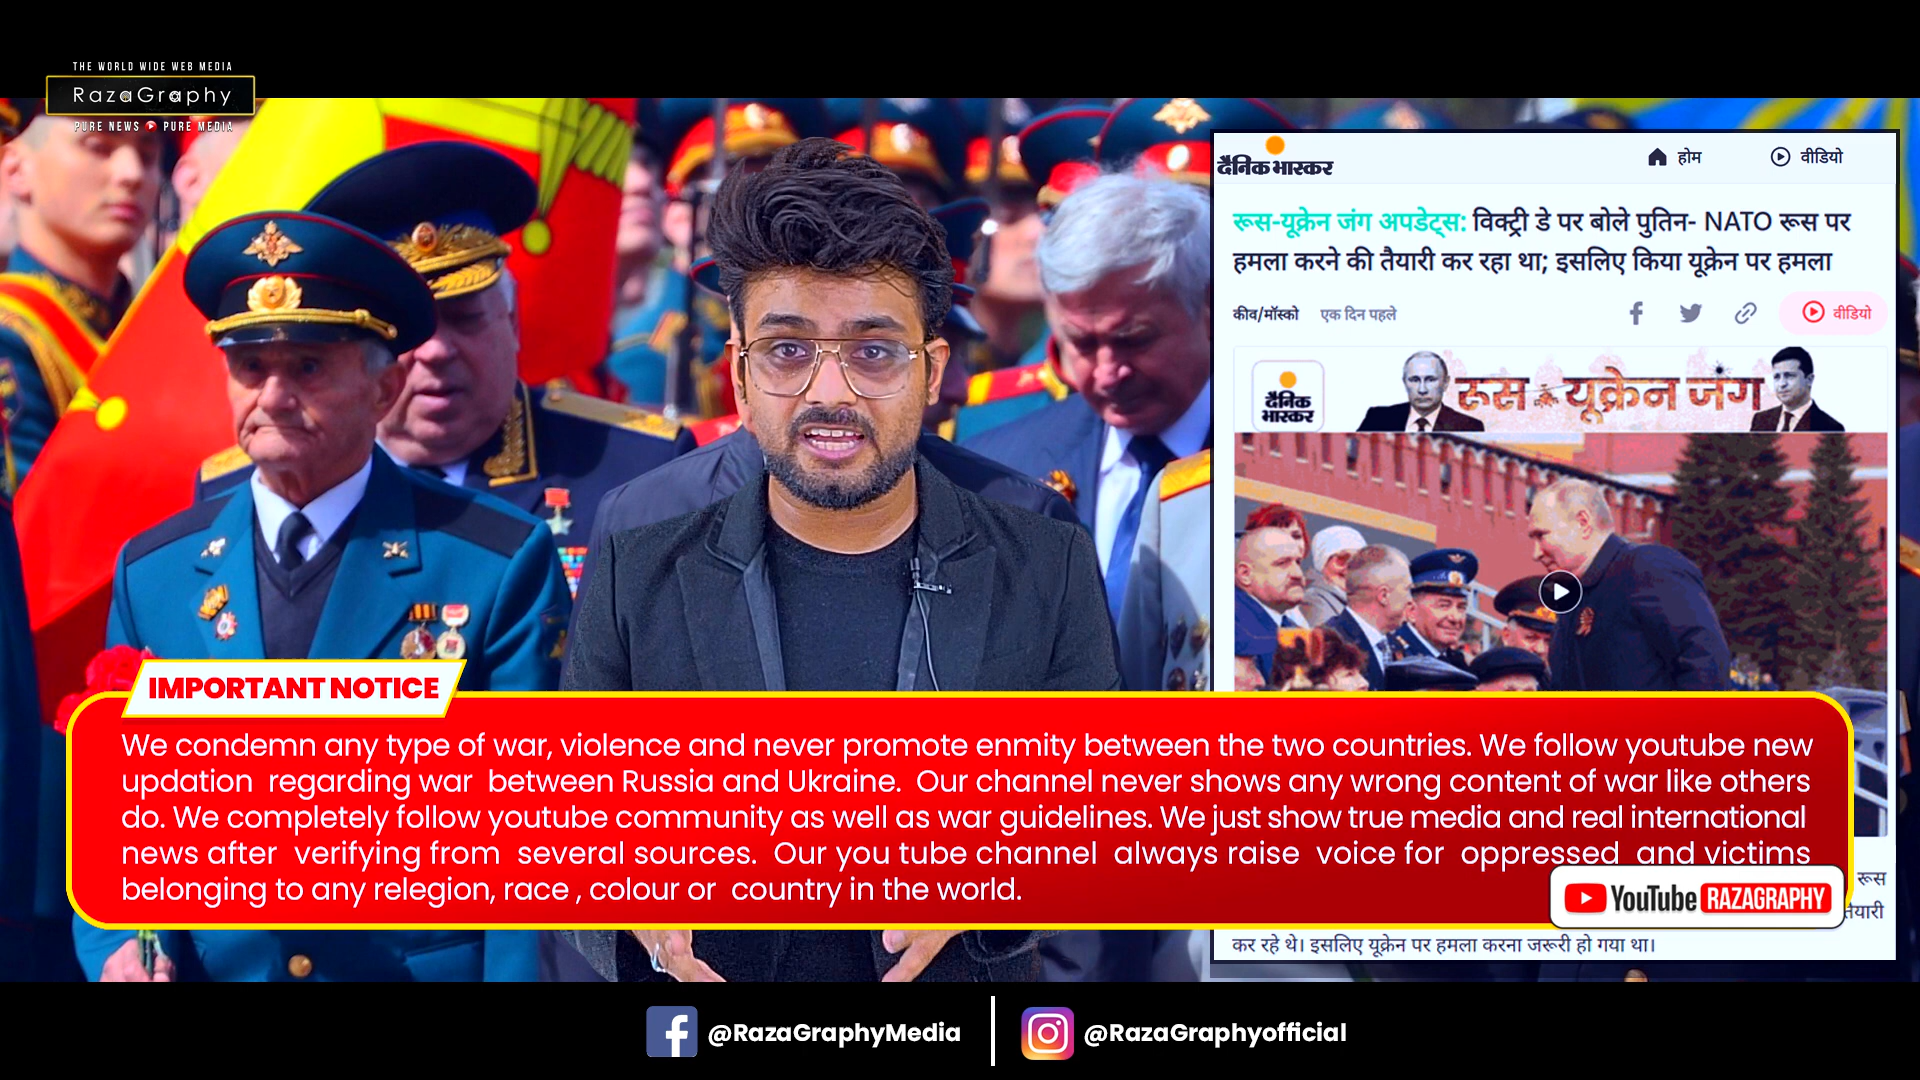 THE WORLD WIDE WEB MEDIA
RazaGraphy
PURE NEWS PURE MEDIA
दैनिक भास्कर
होम
वीडियो
रूस-यूक्रेन जंग अपडेट्स: विक्ट्री डे पर बोले पुतिन- NATO रूस पर
हमला करने की तैयारी कर रहा था; इसलिए किया यूक्रेन पर हमला
कीव/मॉस्को एक दिन पहले
वीडियो
दैनिक
भास्कर
रूस यूक्रेन जंग
IMPORTANT NOTICE
We condemn any type of war, violence and never promote enmity between the two countries. We follow youtube new
updation regarding war between Russia and Ukraine. Our channel never shows any wrong content of war like others
do. We completely follow youtube community as well as war guidelines. We just show true media and real international
news after verifying from several sources. Our you tube channel always raise voice for oppressed and victims
belonging to any relegion, race , colour or country in the world.
YouTube RAZAGRAPHY
रूस
तैयारी
कर रहे थे। इसलिए यूक्रेन पर हमला करना जरूरी हो गया था।
@RazaGraphyMedia
@RazaGraphyofficial